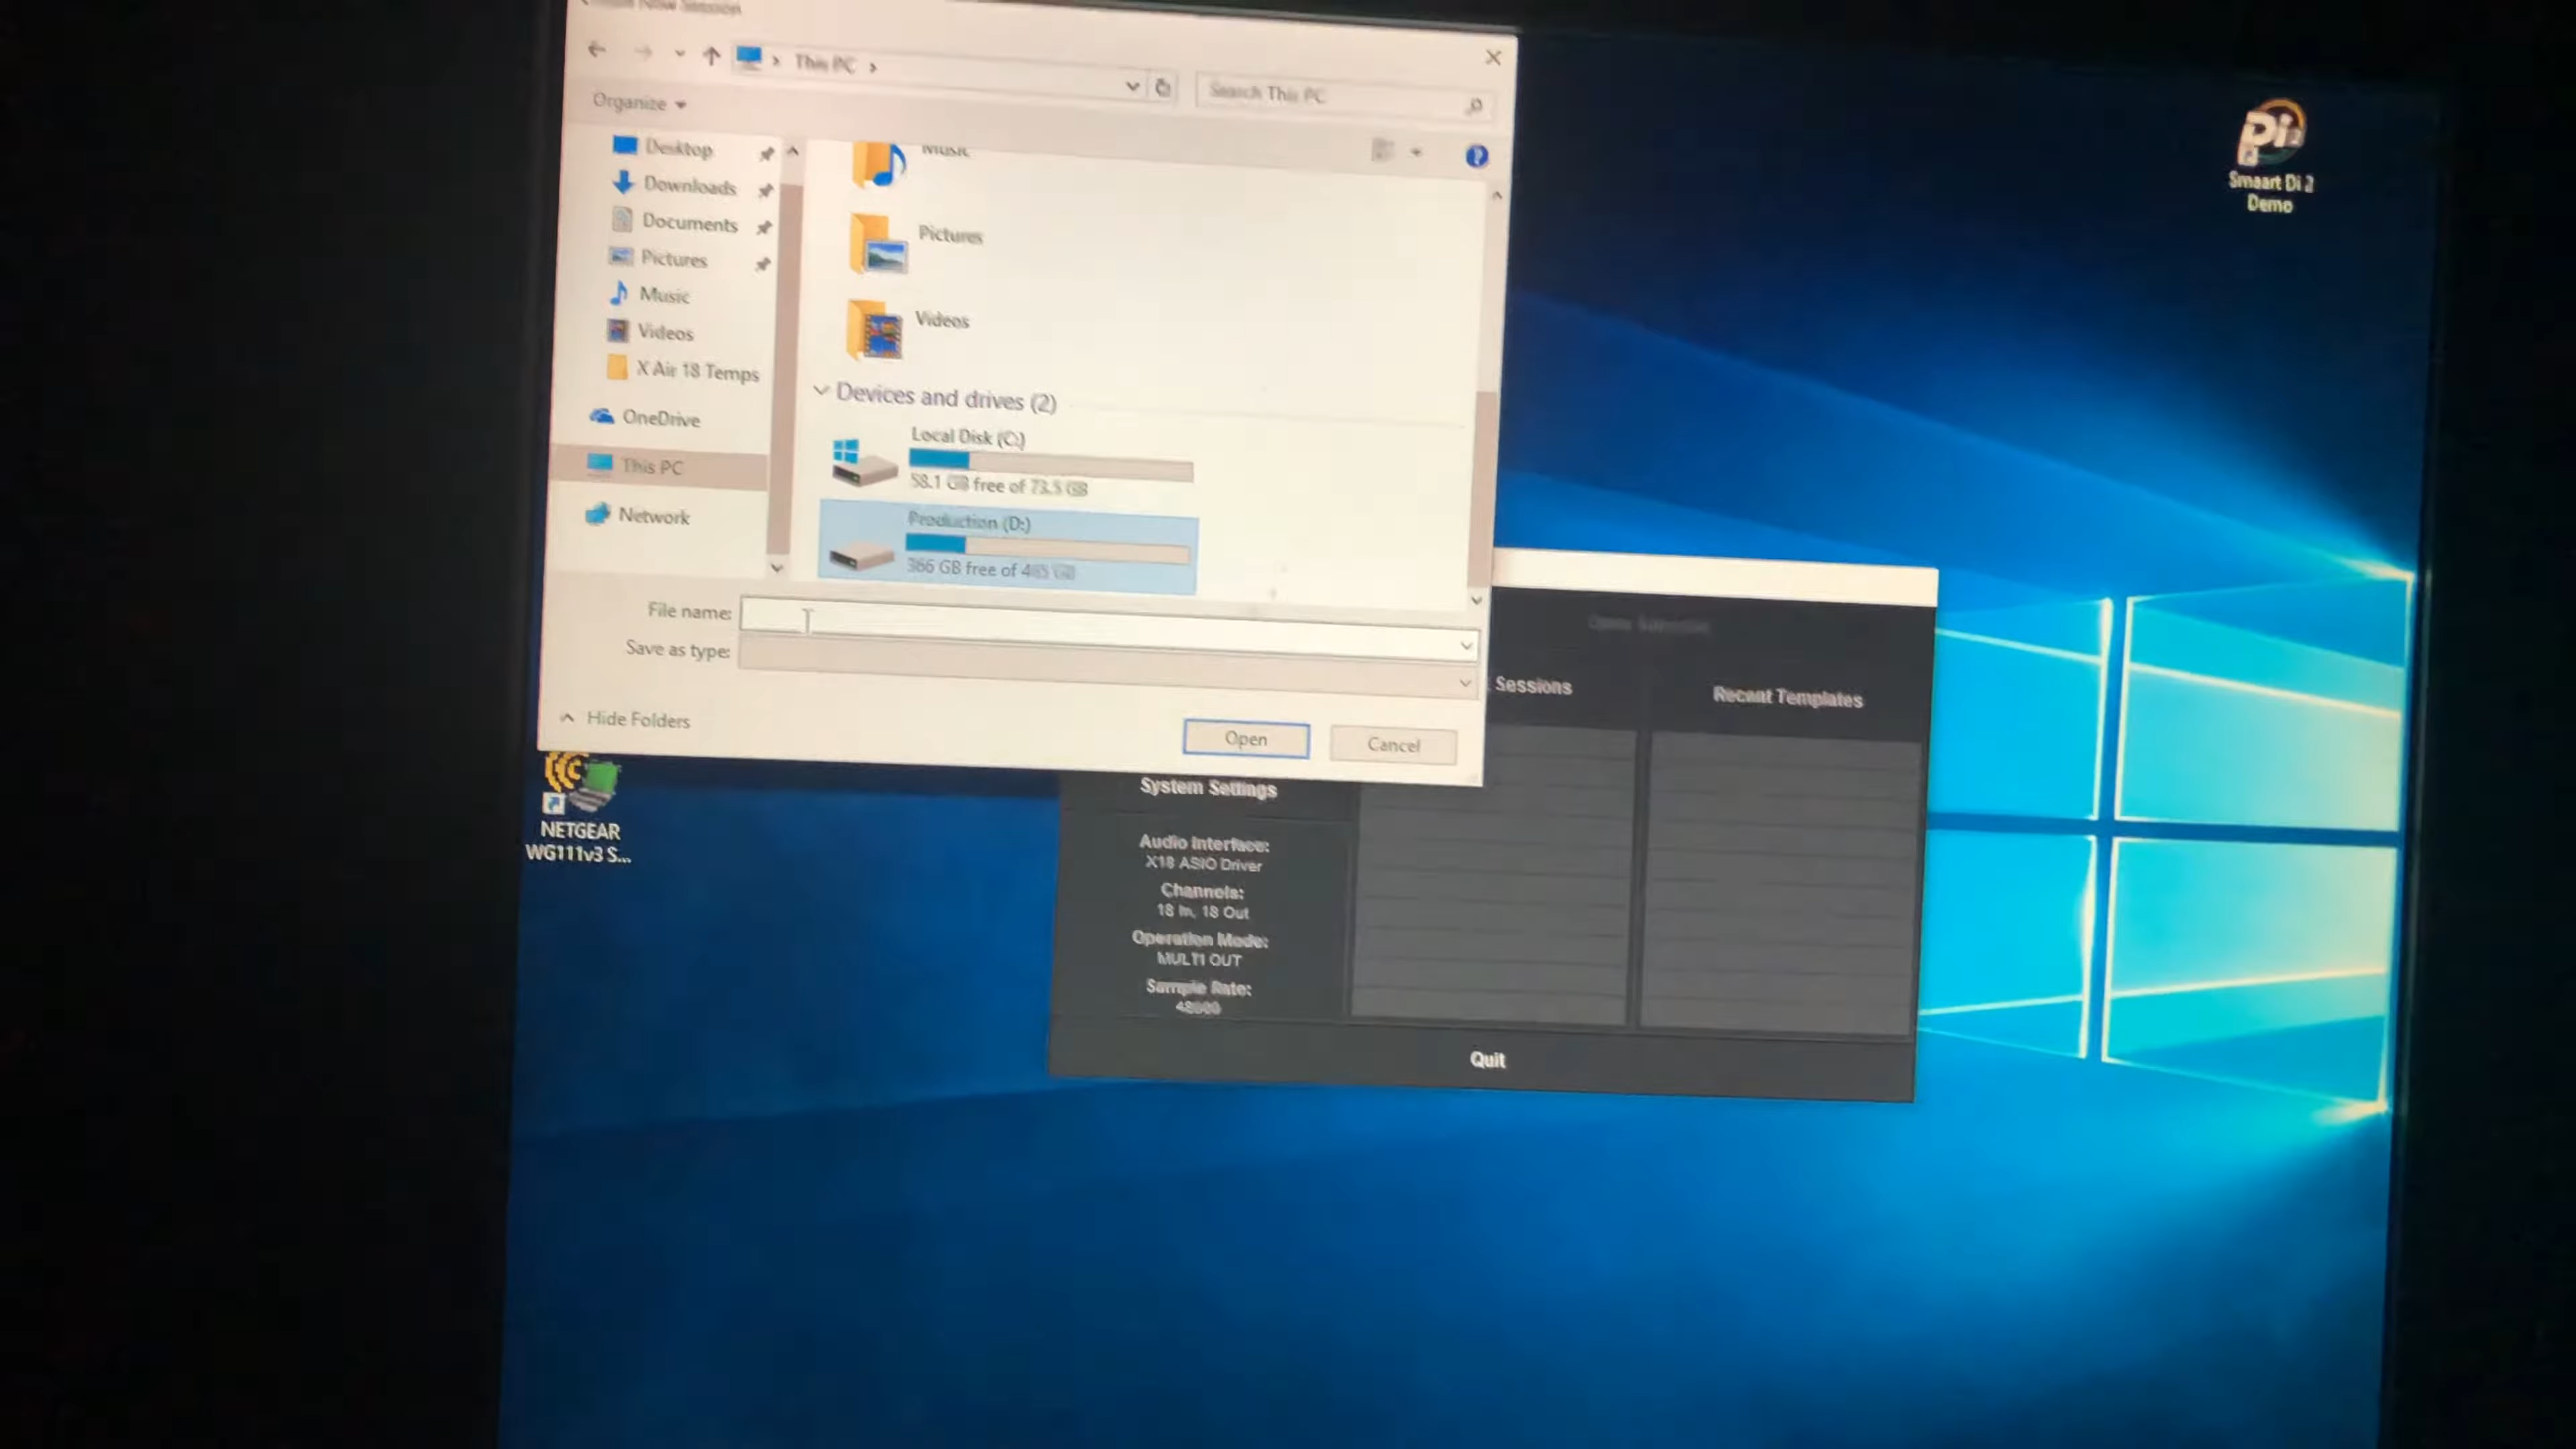 New Session
This PC
Search This PC
Organize
Desktop
Downloads
Documents
Pictures
Music
Videos
X Air 18 Temps
OneDrive
This PC
Network
Music
Pictures
Videos
Devices and drives (2)
Local Disk (C:)
58.1 GB free of 73.5 GB
Production (D:)
366 GB free of
File name:
Save as type:
Hide Folders
Open
Cancel
Smaart Di 2
Demo
NETGEAR
WG111v3 S...
Sessions
Recent Templates
System Settings
Audio Interface:
X18 ASIO Driver
Channels:
18 In, 18 Out
Operation Mode:
MULTI OUT
Sample Rate:
48000
Quit